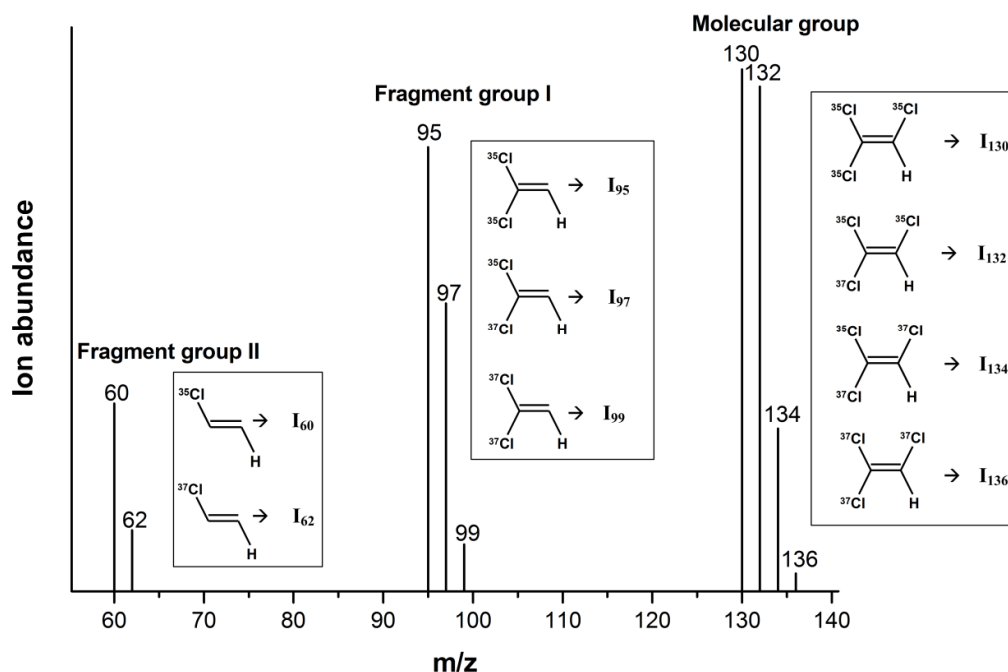 Molecular group
130
132
Fragment group I
95
³⁵Cl
³⁵Cl
H
→ I₉₅
³⁵Cl
³⁷Cl
H
→ I₉₇
³⁷Cl
³⁷Cl
H
→ I₉₉
97
99
³⁵Cl
³⁵Cl
³⁵Cl
H
→ I₁₃₀
³⁵Cl
³⁵Cl
³⁷Cl
H
→ I₁₃₂
³⁵Cl
³⁷Cl
³⁷Cl
H
→ I₁₃₄
³⁷Cl
³⁷Cl
³⁷Cl
H
→ I₁₃₆
134
136
Fragment group II
60
62
³⁵Cl
H
→ I₆₀
³⁷Cl
H
→ I₆₂
Ion abundance
60 70 80 90 100 110 120 130 140
m/z